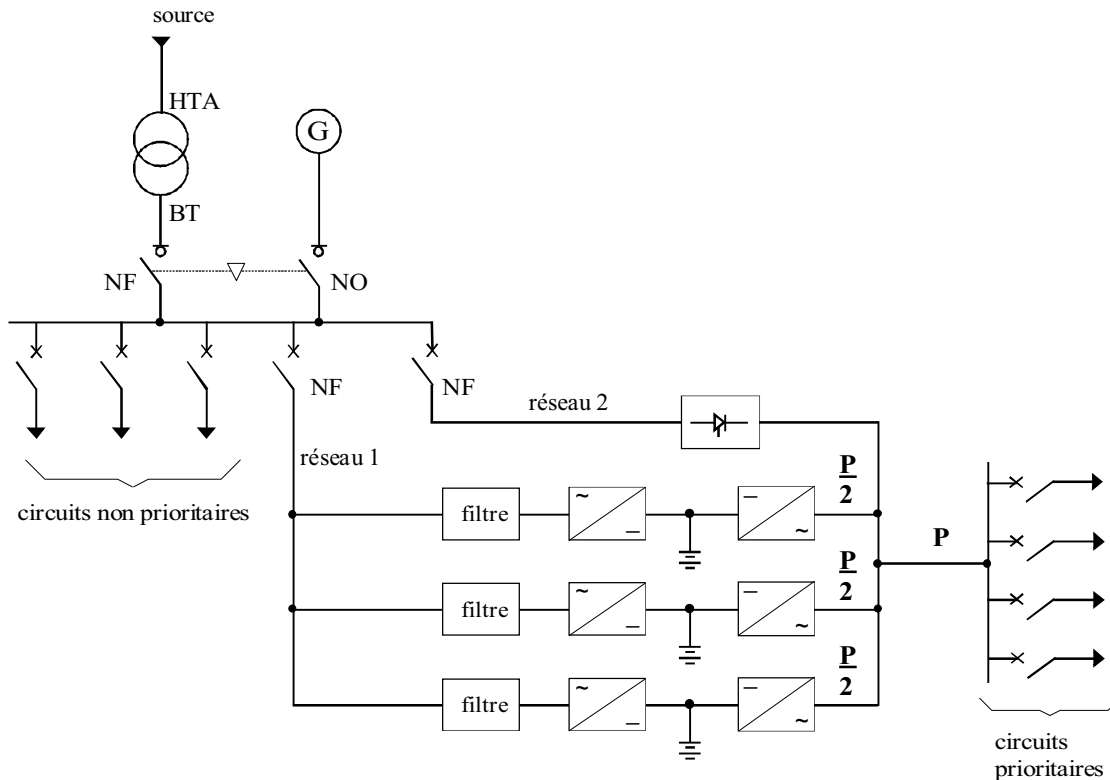 source
HTA
G
BT
NF
NO
NF
NF
réseau 2
réseau 1
circuits non prioritaires
filtre
~
–
–
~
P
2
P
filtre
~
–
–
~
P
2
filtre
~
–
–
~
P
2
circuits
prioritaires